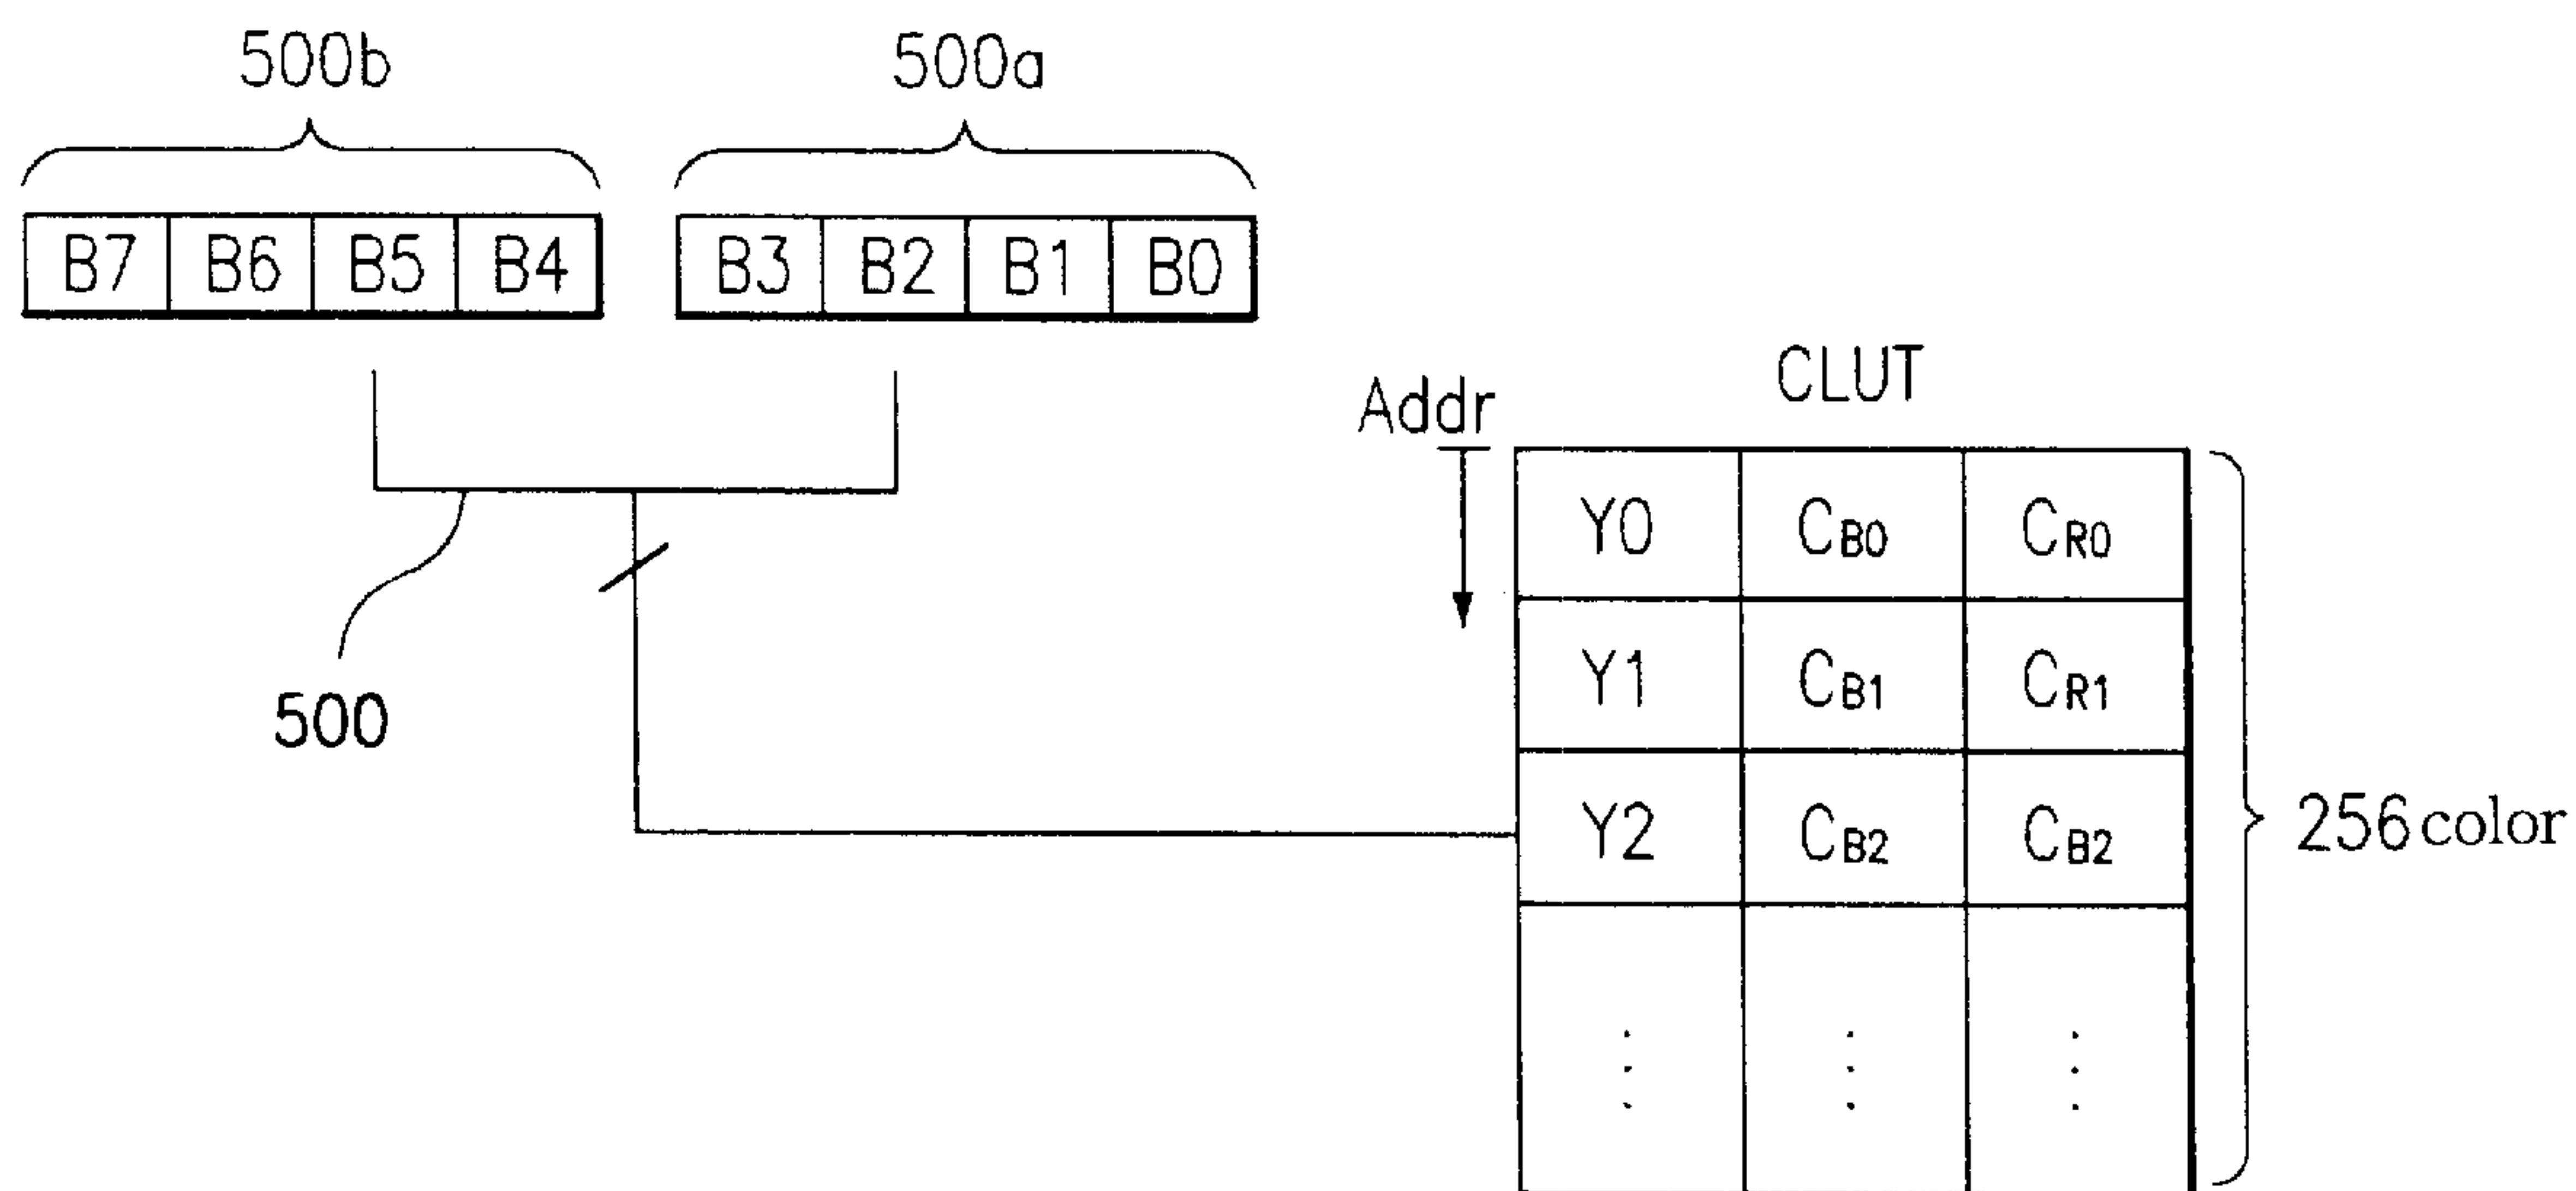 500b 500a
B7 B6 B5 B4 B3 B2 B1 B0
CLUT
Addr
Y0 CB0 CR0
Y1 CB1 CR1
500
Y2 CB2 CB2
256 color